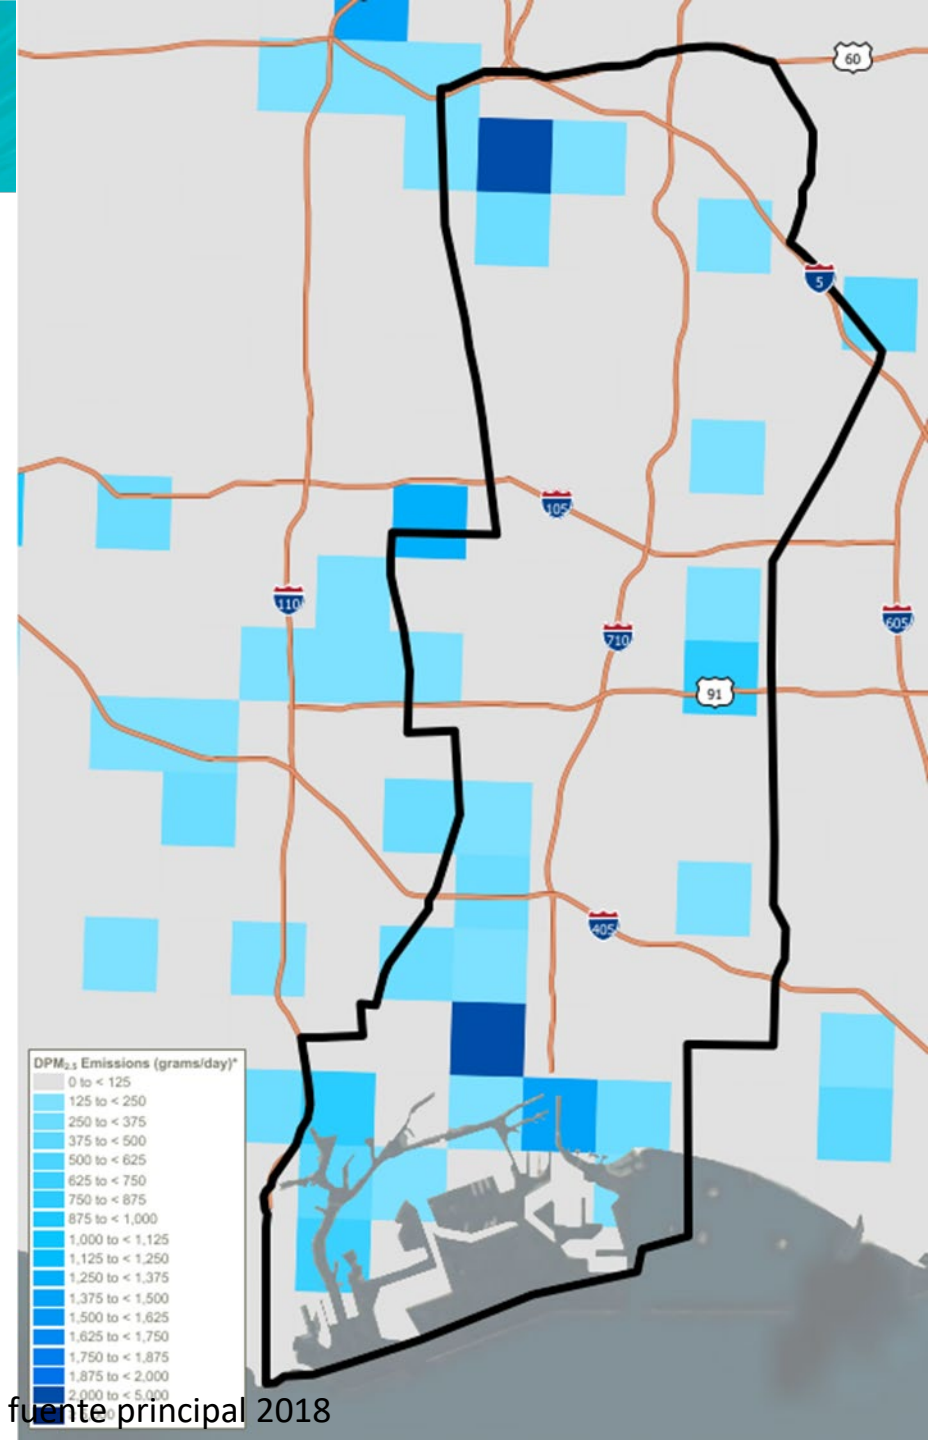 60
5
105
110
710
605
91
405
DPM2.5 Emissions (grams/day)*
0 to < 125
125 to < 250
250 to < 375
375 to < 500
500 to < 625
625 to < 750
750 to < 875
875 to < 1,000
1,000 to < 1,125
1,125 to < 1,250
1,250 to < 1,375
1,375 to < 1,500
1,500 to < 1,625
1,625 to < 1,750
1,750 to < 1,875
1,875 to < 2,000
2,000 to < 5,000
fuente principal 2018